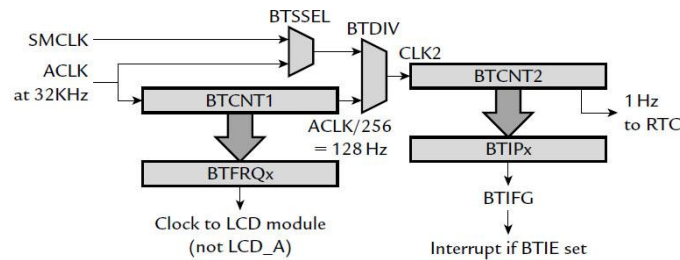 BTSSEL
BTDIV
SMCLK
CLK2
ACLK
at 32KHz
BTCNT1
BTCNT2
ACLK/256
= 128 Hz
1 Hz
to RTC
BTFRQx
BTIPx
BTIFG
Clock to LCD module
(not LCD_A)
Interrupt if BTIE set